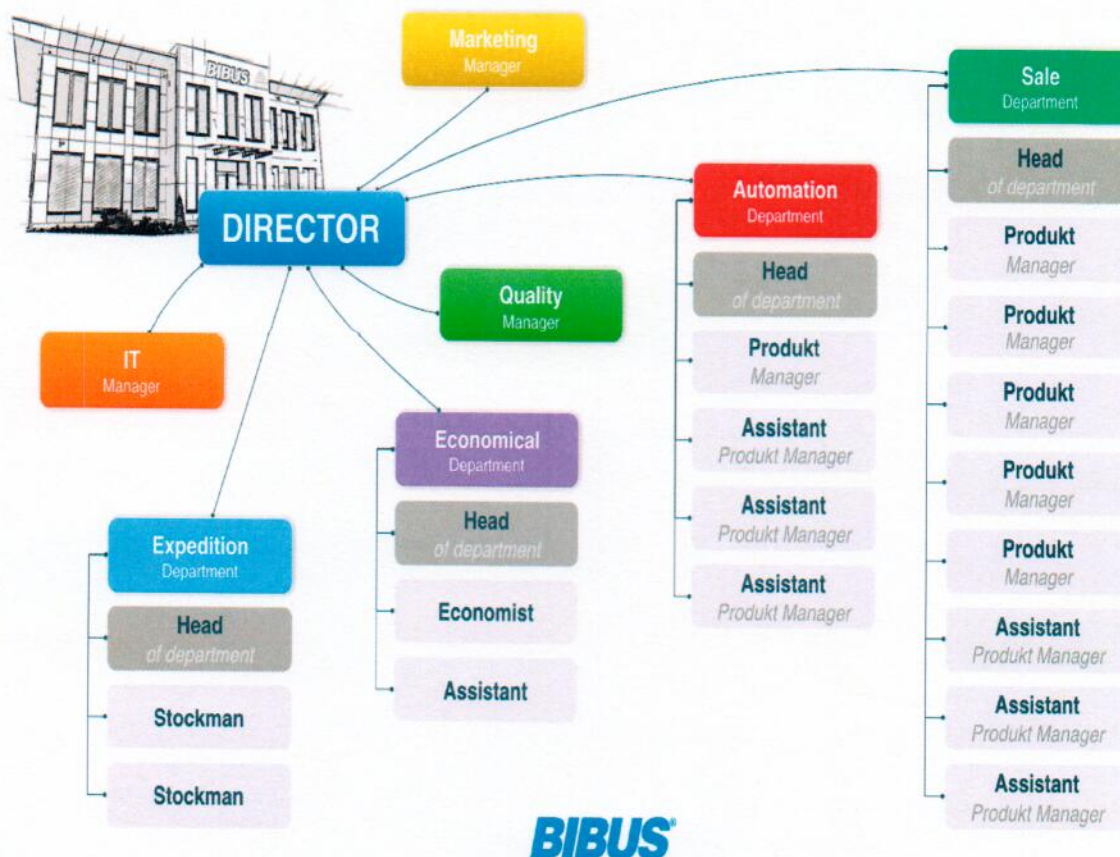 BIBUS
Marketing
Manager
Sale
Department
Head
of department
Produkt
Manager
Produkt
Manager
Produkt
Manager
Produkt
Manager
Produkt
Manager
Assistant
Produkt Manager
Assistant
Produkt Manager
Assistant
Produkt Manager
Automation
Department
Head
of department
Produkt
Manager
Assistant
Produkt Manager
Assistant
Produkt Manager
Assistant
Produkt Manager
DIRECTOR
Quality
Manager
IT
Manager
Economical
Department
Head
of department
Economist
Assistant
Expedition
Department
Head
of department
Stockman
Stockman
BIBUS®